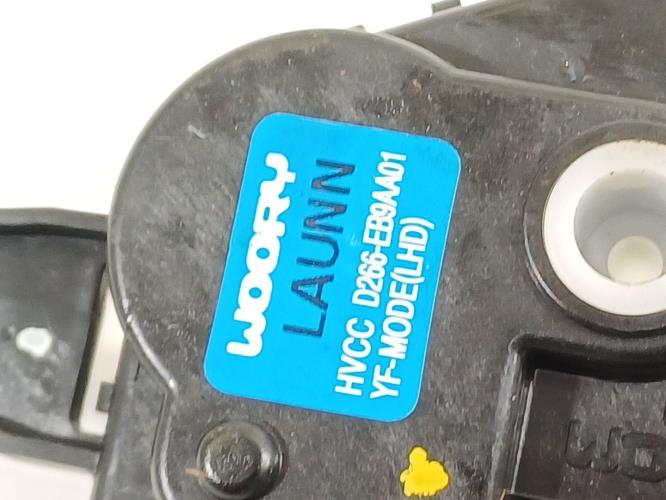 WOORY
LAUNN
HVCC D266-EB9AA01
YF-MODE(LHD)